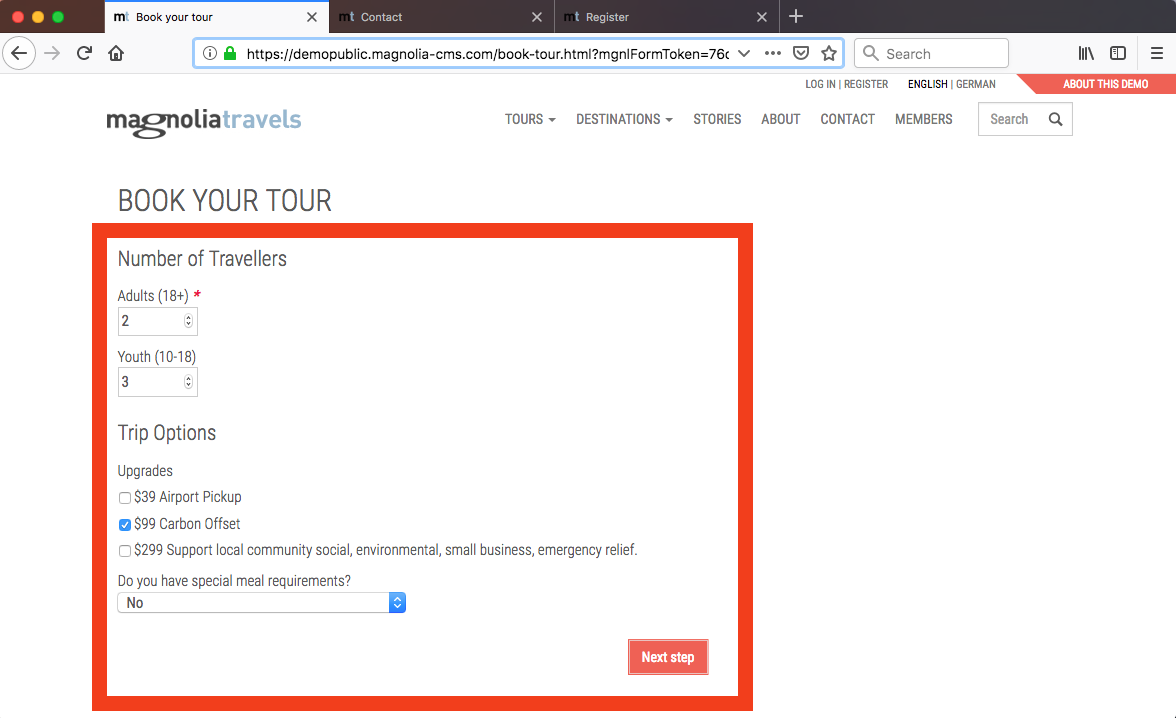 mt Book your tour
mt Contact
mt Register
https://demopublic.magnolia-cms.com/book-tour.html?mgnlFormToken=76c
Search
LOG IN | REGISTER
ENGLISH | GERMAN
ABOUT THIS DEMO
magnoliatravels
TOURS
DESTINATIONS
STORIES
ABOUT
CONTACT
MEMBERS
Search
BOOK YOUR TOUR
Number of Travellers
Adults (18+) *
2
Youth (10-18)
3
Trip Options
Upgrades
$39 Airport Pickup
$99 Carbon Offset
$299 Support local community social, environmental, small business, emergency relief.
Do you have special meal requirements?
No
Next step